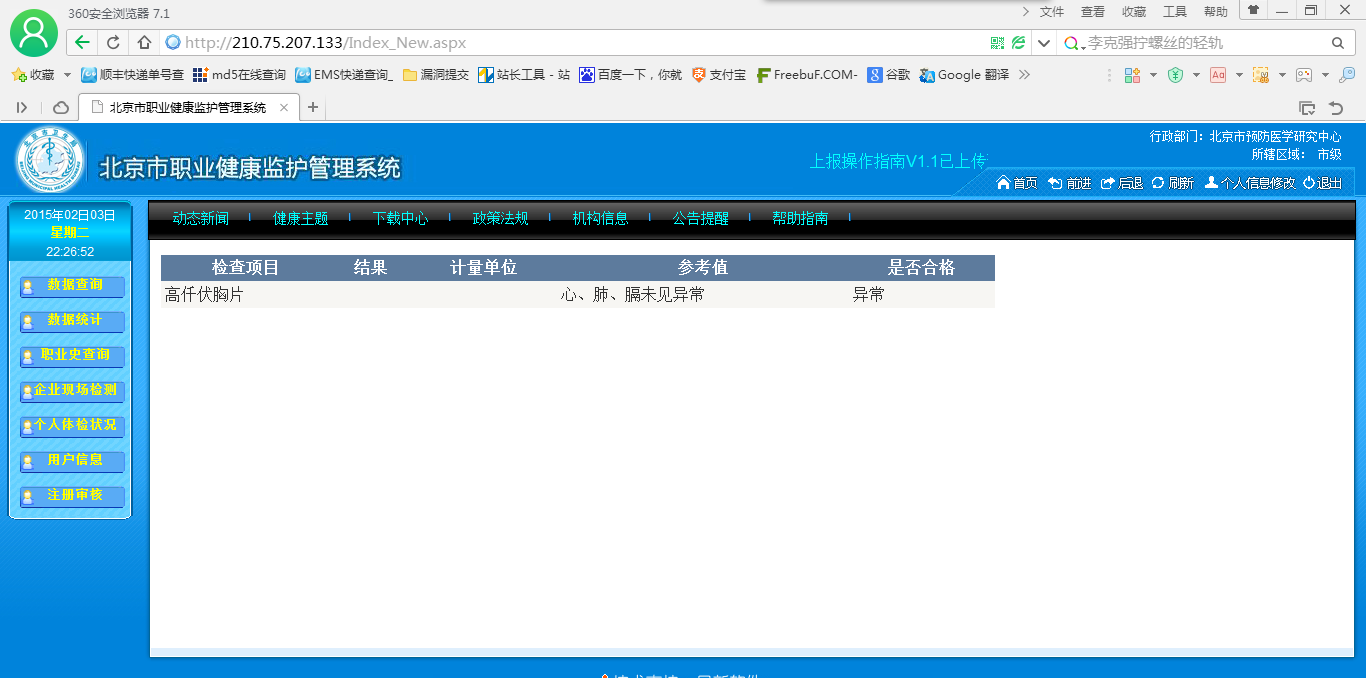 360安全浏览器 7.1
文件 查看 收藏 工具 帮助
http://210.75.207.133/Index_New.aspx
李克强拧螺丝的轻轨
收藏 顺丰快递单号查 md5在线查询 EMS快递查询_ 漏洞提交 站长工具 - 站 百度一下，你就 支付宝 FreebuF.COM- 谷歌 Google 翻译
北京市职业健康监护管理系统
行政部门：北京市预防医学研究中心
所辖区域： 市级
北京市职业健康监护管理系统
上报操作指南V1.1已上传
首页 前进 后退 刷新 个人信息修改 退出
2015年02月03日
星期二
22:26:52
动态新闻 健康主题 下载中心 政策法规 机构信息 公告提醒 帮助指南
数据查询
数据统计
职业史查询
企业现场检测
个人体检状况
用户信息
注册审核
检查项目 结果 计量单位 参考值 是否合格
高仟伏胸片 心、肺、膈未见异常 异常